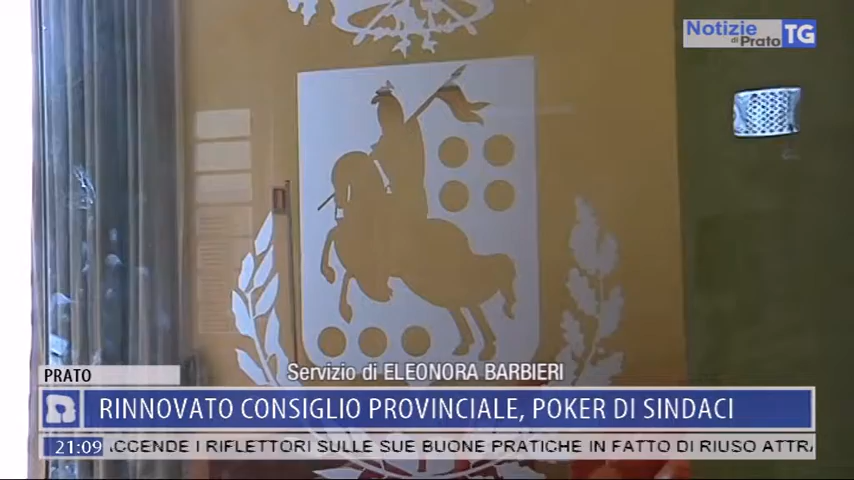 Notizie
di Prato TG
Servizio di ELEONORA BARBIERI
PRATO
RINNOVATO CONSIGLIO PROVINCIALE, POKER DI SINDACI
21:09 CCENDE I RIFLETTORI SULLE SUE BUONE PRATICHE IN FATTO DI RIUSO ATTRA